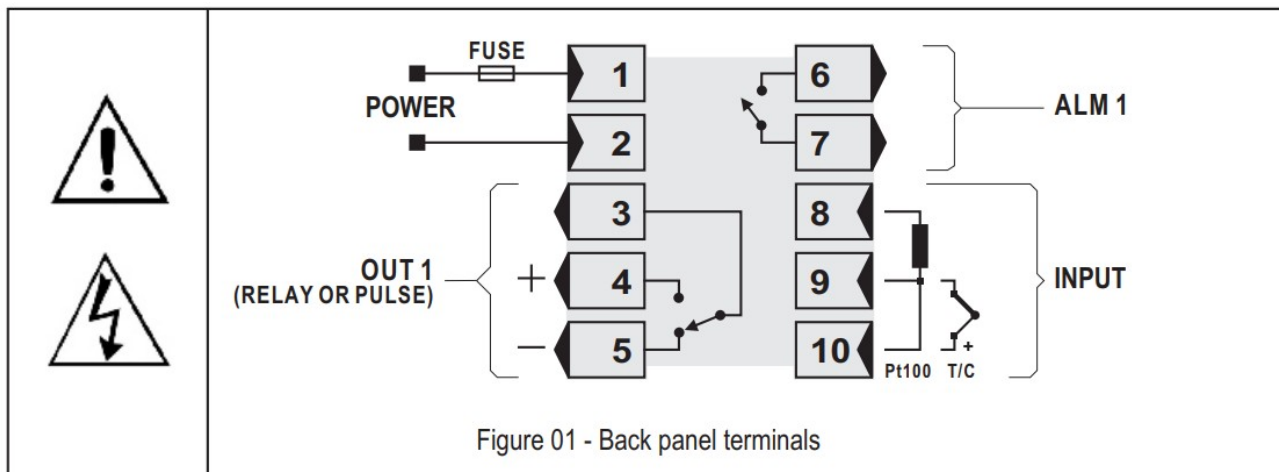 FUSE
POWER
1
2
3
4
5
OUT 1
(RELAY OR PULSE)
+
−
6
7
ALM 1
8
9
10
INPUT
+
Pt100 T/C
Figure 01 - Back panel terminals